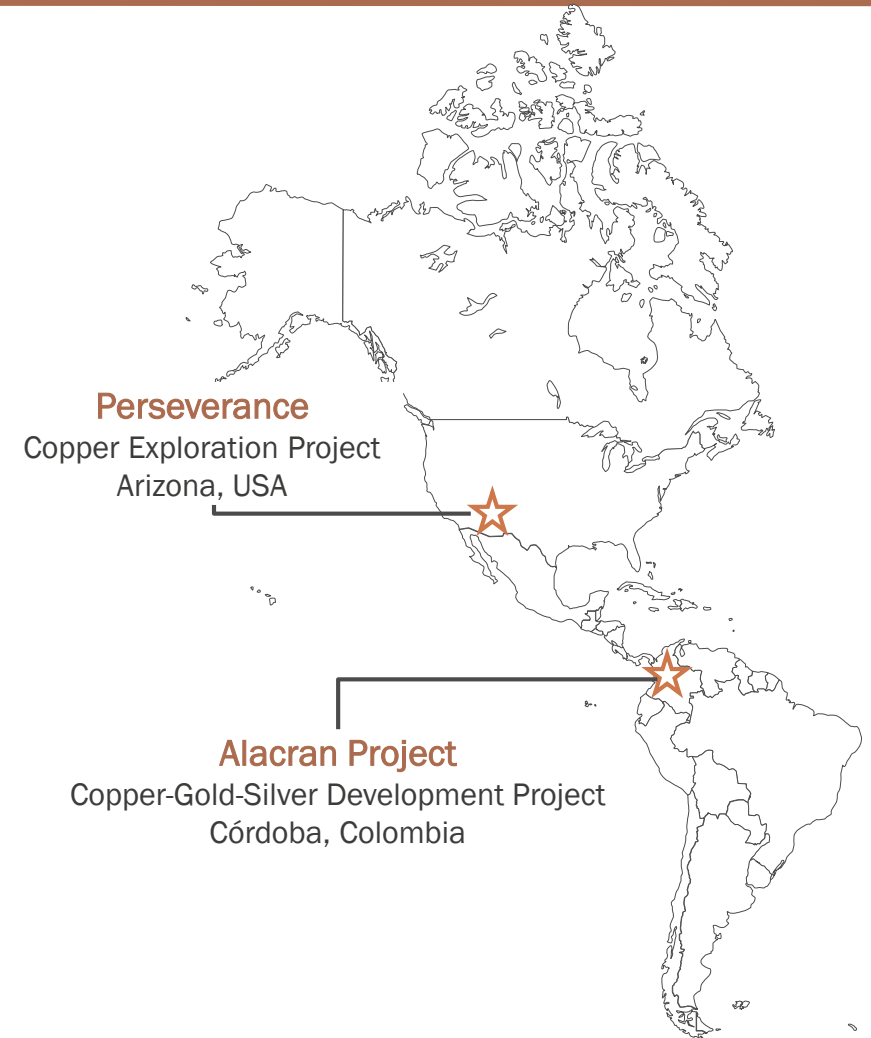 Perseverance
Copper Exploration Project
Arizona, USA
Alacran Project
Copper-Gold-Silver Development Project
Córdoba, Colombia